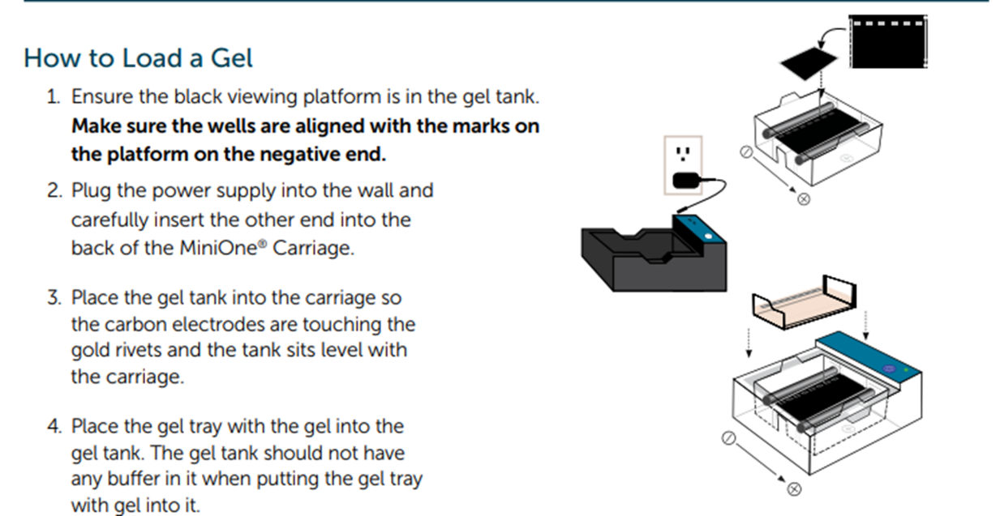 How to Load a Gel
1. Ensure the black viewing platform is in the gel tank.
Make sure the wells are aligned with the marks on
the platform on the negative end.
2. Plug the power supply into the wall and
carefully insert the other end into the
back of the MiniOne® Carriage.
3. Place the gel tank into the carriage so
the carbon electrodes are touching the
gold rivets and the tank sits level with
the carriage.
4. Place the gel tray with the gel into the
gel tank. The gel tank should not have
any buffer in it when putting the gel tray
with gel into it.